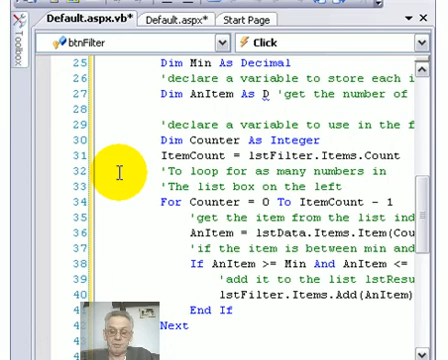 Default.aspx.vb* Default.aspx* Start Page
btnFilter Click
Toolbox
25 Dim Min As Decimal
26 'declare a variable to store each i
27 Dim AnItem As D 'get the number of
28
29 'declare a variable to use in the f
30 Dim Counter As Integer
31 ItemCount = lstFilter.Items.Count
32 'To loop for as many numbers in
33 'The list box on the left
34 For Counter = 0 To ItemCount - 1
35 'get the item from the list ind
36 AnItem = lstData.Items.Item(Cou
37 'if the item is between min and
38 If AnItem >= Min And AnItem <=
39 'add it to the list lstResu
40 lstFilter.Items.Add(AnItem)
End If
Next